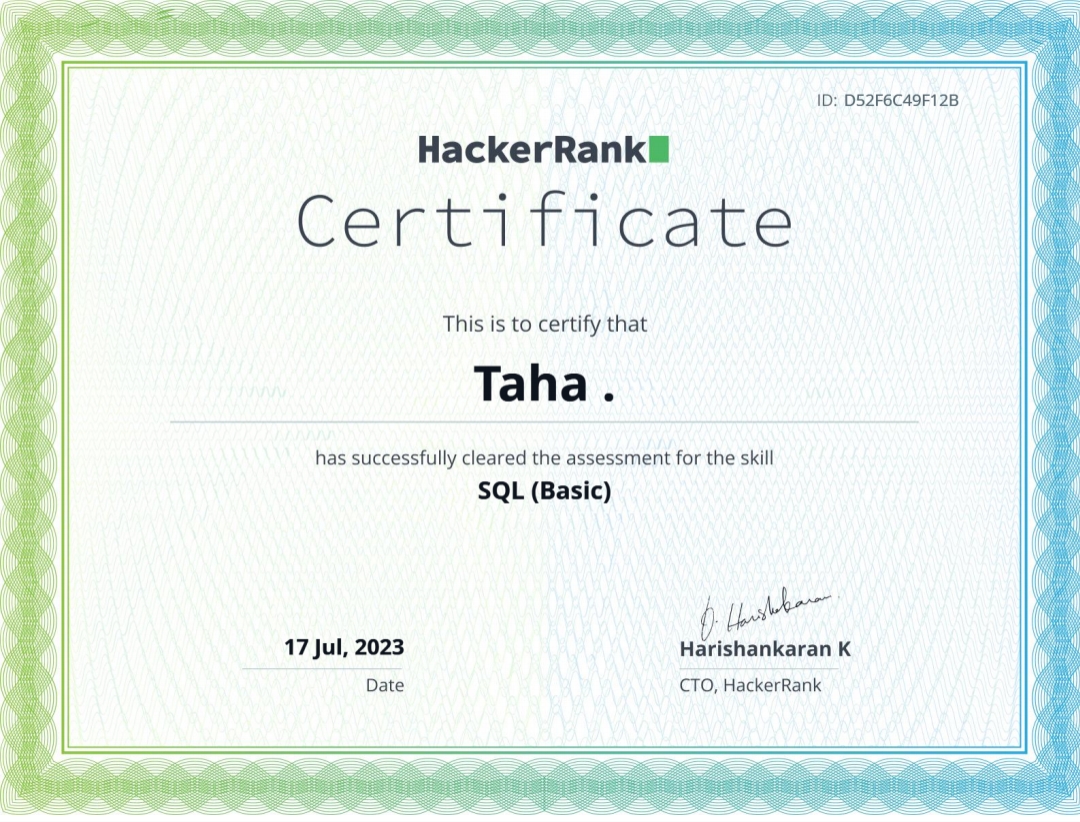 ID: D52F6C49F12B
HackerRank
Certificate
This is to certify that
Taha .
has successfully cleared the assessment for the skill
SQL (Basic)
17 Jul, 2023
Date
Harishankaran K
CTO, HackerRank